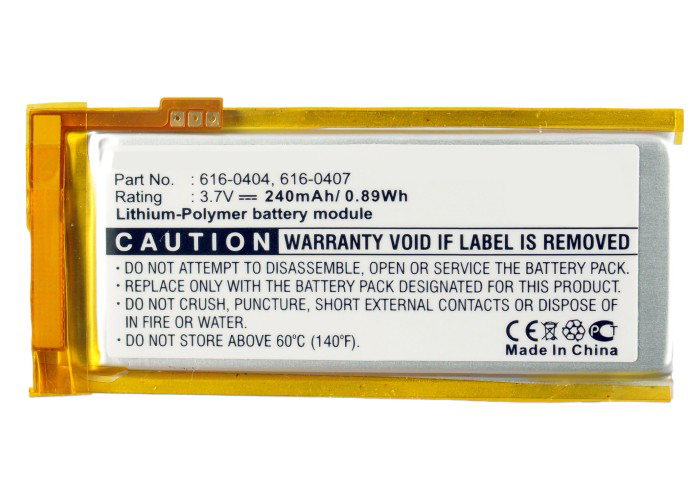 Part No. : 616-0404, 616-0407
Rating : 3.7V ⎓ 240mAh/ 0.89Wh
Lithium-Polymer battery module
CAUTION WARRANTY VOID IF LABEL IS REMOVED
• DO NOT ATTEMPT TO DISASSEMBLE, OPEN OR SERVICE THE BATTERY PACK.
• REPLACE ONLY WITH THE BATTERY PACK DESIGNATED FOR THIS PRODUCT.
• DO NOT CRUSH, PUNCTURE, SHORT EXTERNAL CONTACTS OR DISPOSE OF
IN FIRE OR WATER.
• DO NOT STORE ABOVE 60°C (140°F).
CE PCT
Made In China